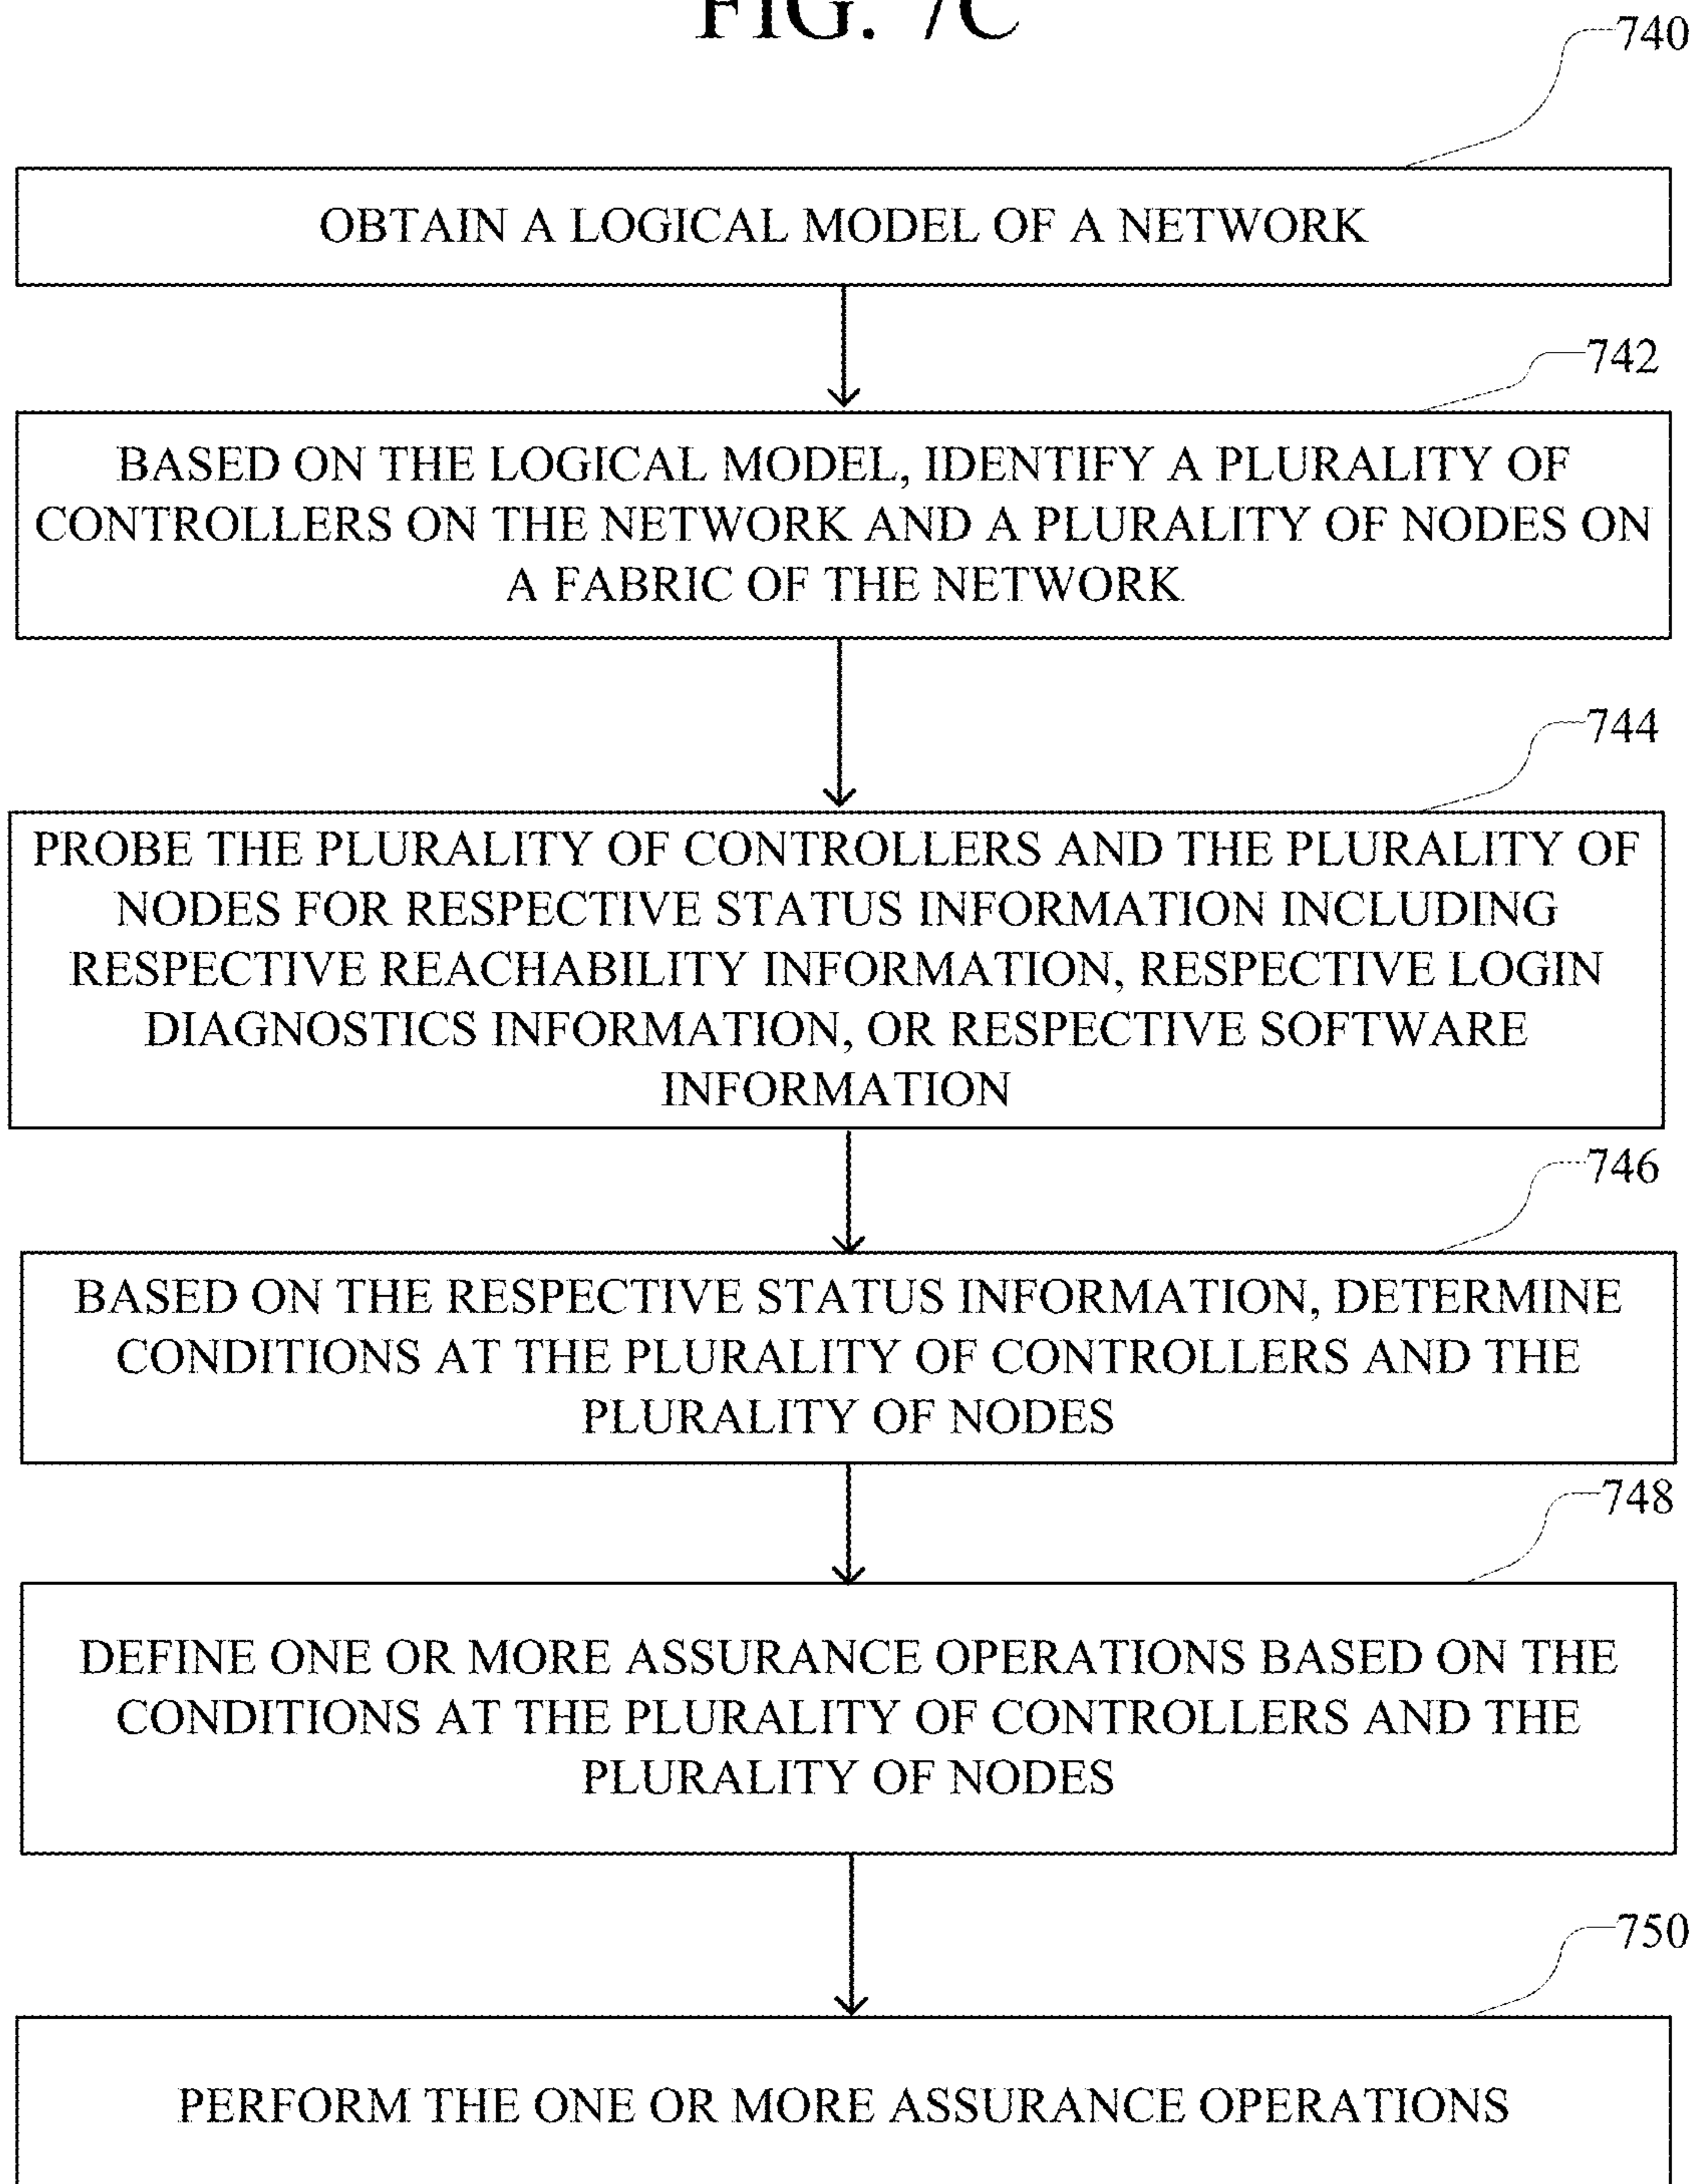 FIG. 7C
740
OBTAIN A LOGICAL MODEL OF A NETWORK
742
BASED ON THE LOGICAL MODEL, IDENTIFY A PLURALITY OF
CONTROLLERS ON THE NETWORK AND A PLURALITY OF NODES ON
A FABRIC OF THE NETWORK
744
PROBE THE PLURALITY OF CONTROLLERS AND THE PLURALITY OF
NODES FOR RESPECTIVE STATUS INFORMATION INCLUDING
RESPECTIVE REACHABILITY INFORMATION, RESPECTIVE LOGIN
DIAGNOSTICS INFORMATION, OR RESPECTIVE SOFTWARE
INFORMATION
746
BASED ON THE RESPECTIVE STATUS INFORMATION, DETERMINE
CONDITIONS AT THE PLURALITY OF CONTROLLERS AND THE
PLURALITY OF NODES
748
DEFINE ONE OR MORE ASSURANCE OPERATIONS BASED ON THE
CONDITIONS AT THE PLURALITY OF CONTROLLERS AND THE
PLURALITY OF NODES
750
PERFORM THE ONE OR MORE ASSURANCE OPERATIONS